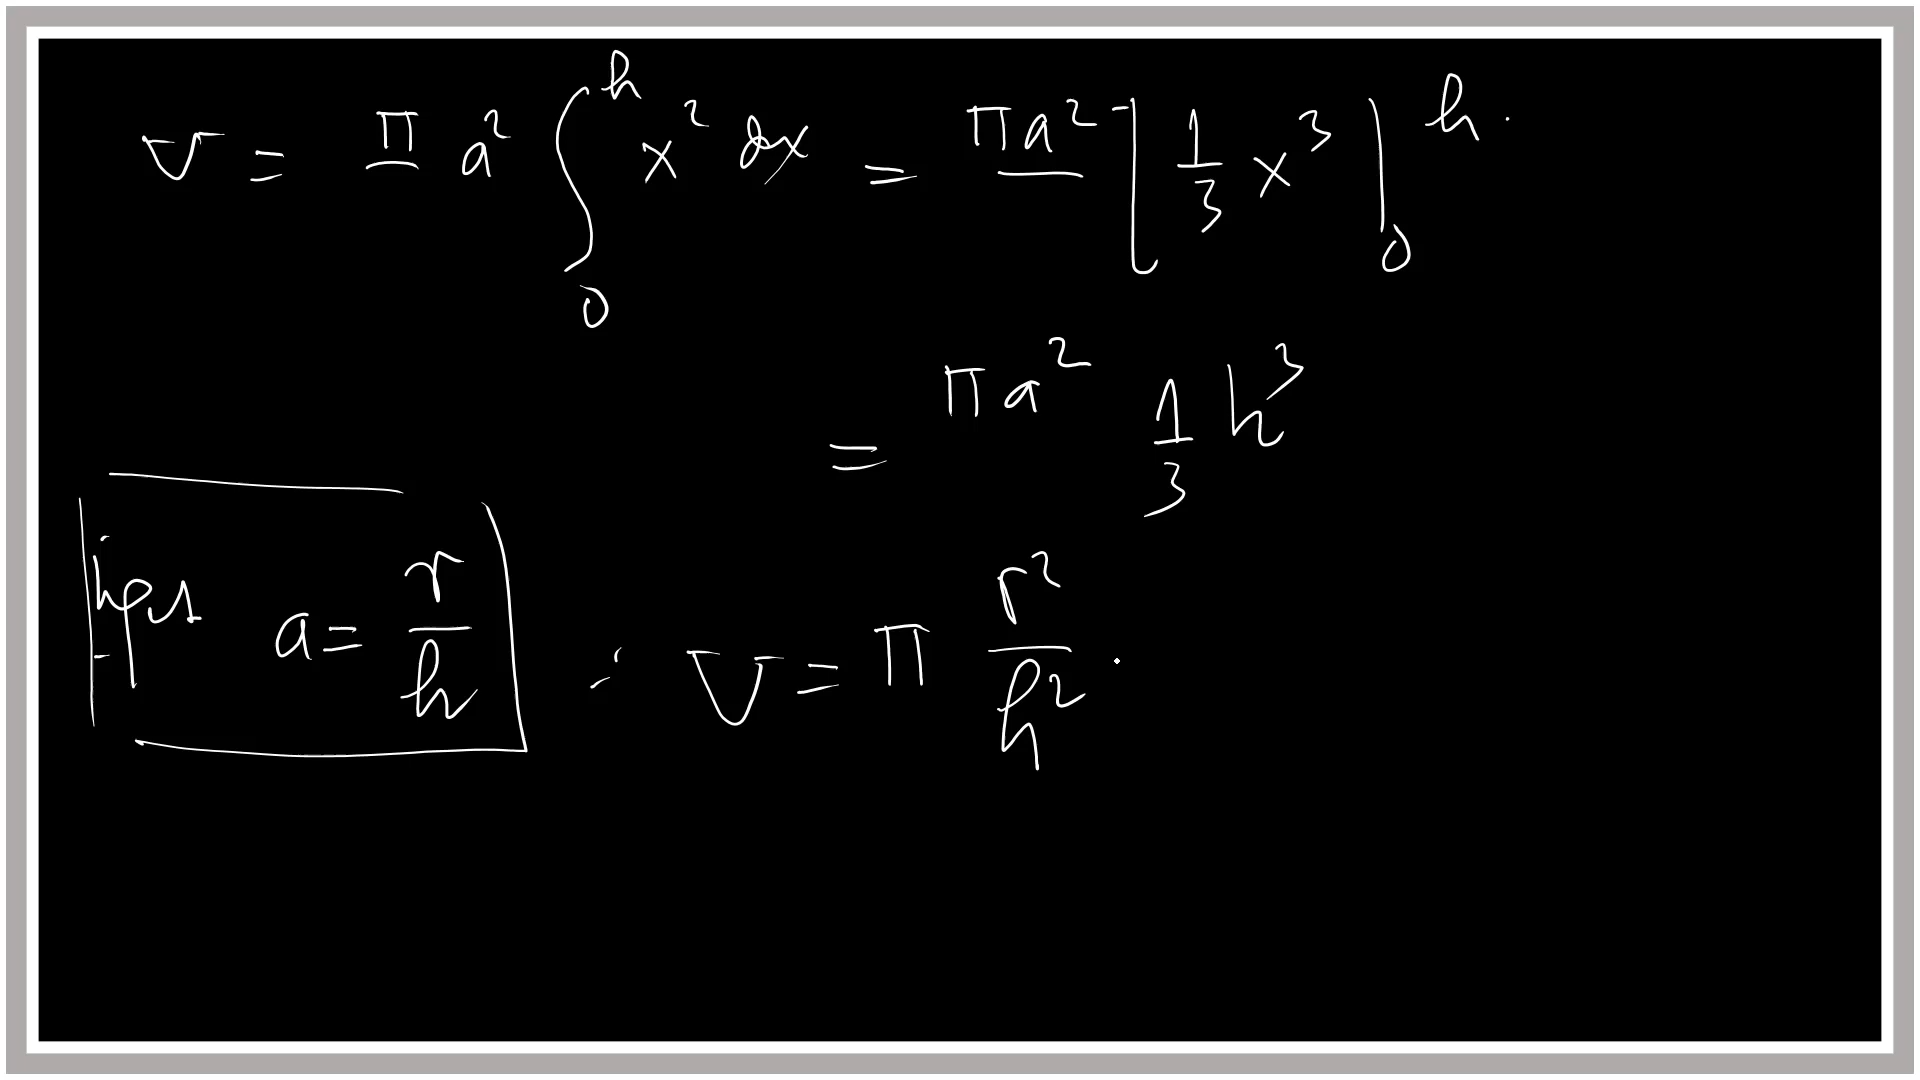 V = π a² ∫₀ʰ x² dx = πa² [1/3 x³]₀ʰ.
= πa² 1/3 h³
a = r/h ∴ V = π r²/h² ·